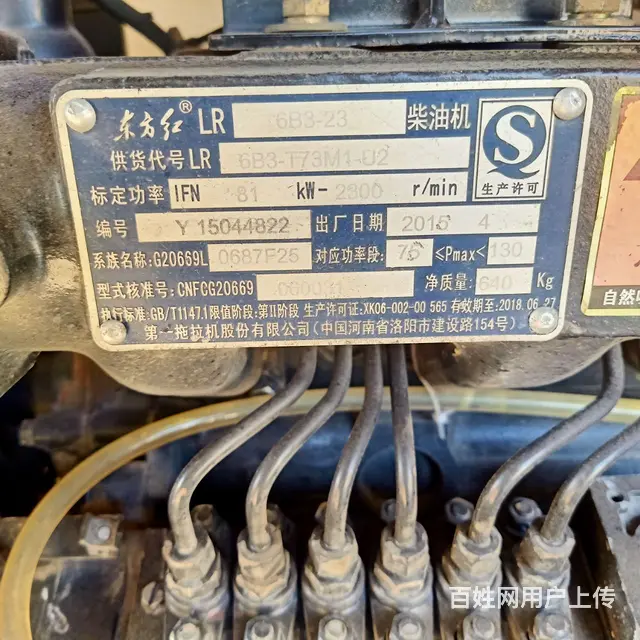 东方红® LR 6B3-23 柴油机
供货代号LR 6B3-T73M1-U2
标定功率 IFN 81 kW- 2300 r/min
生产许可
编号 Y 15044822 出厂日期 2015 4
系族名称:G20669L 0687F25 对应功率段: 75 ≤Pmax< 130
型式核准号:CNFCG20669 净质量: 640 Kg
执行标准:GB/T1147.1限值阶段:第II阶段 生产许可证:XK06-002-00 565 有效期至:2018.06.27
第一拖拉机股份有限公司(中国河南省洛阳市建设路154号)
自然
百姓网用户上传